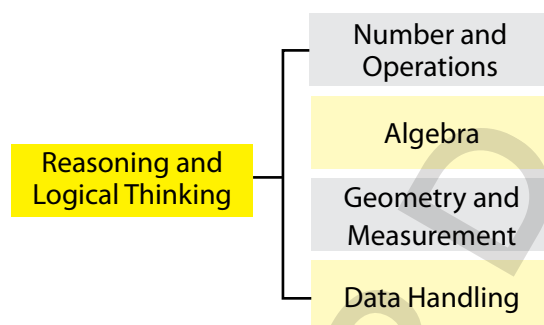 Number and
Operations
Algebra
Reasoning and
Logical Thinking
Geometry and
Measurement
Data Handling